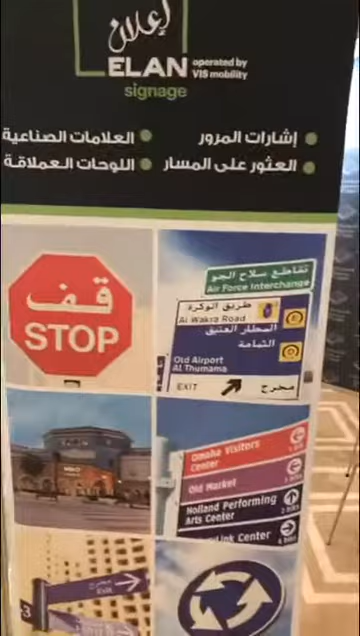 إعلان
ELAN
operated by
VIS mobility
signage
إشارات المرور
العلامات الصناعية
العثور على المسار
اللوحات العملاقة
قف
STOP
تقاطع سلاح الجو
Air Force Interchange
طريق الوكرة
Al Wakra Road
المطار العتيق
الثمامة
Old Airport
Al Thumama
EXIT
مخرج
Omaha Visitors
Center
Old Market
Holland Performing
Arts Center
Link Center
EXIT
3